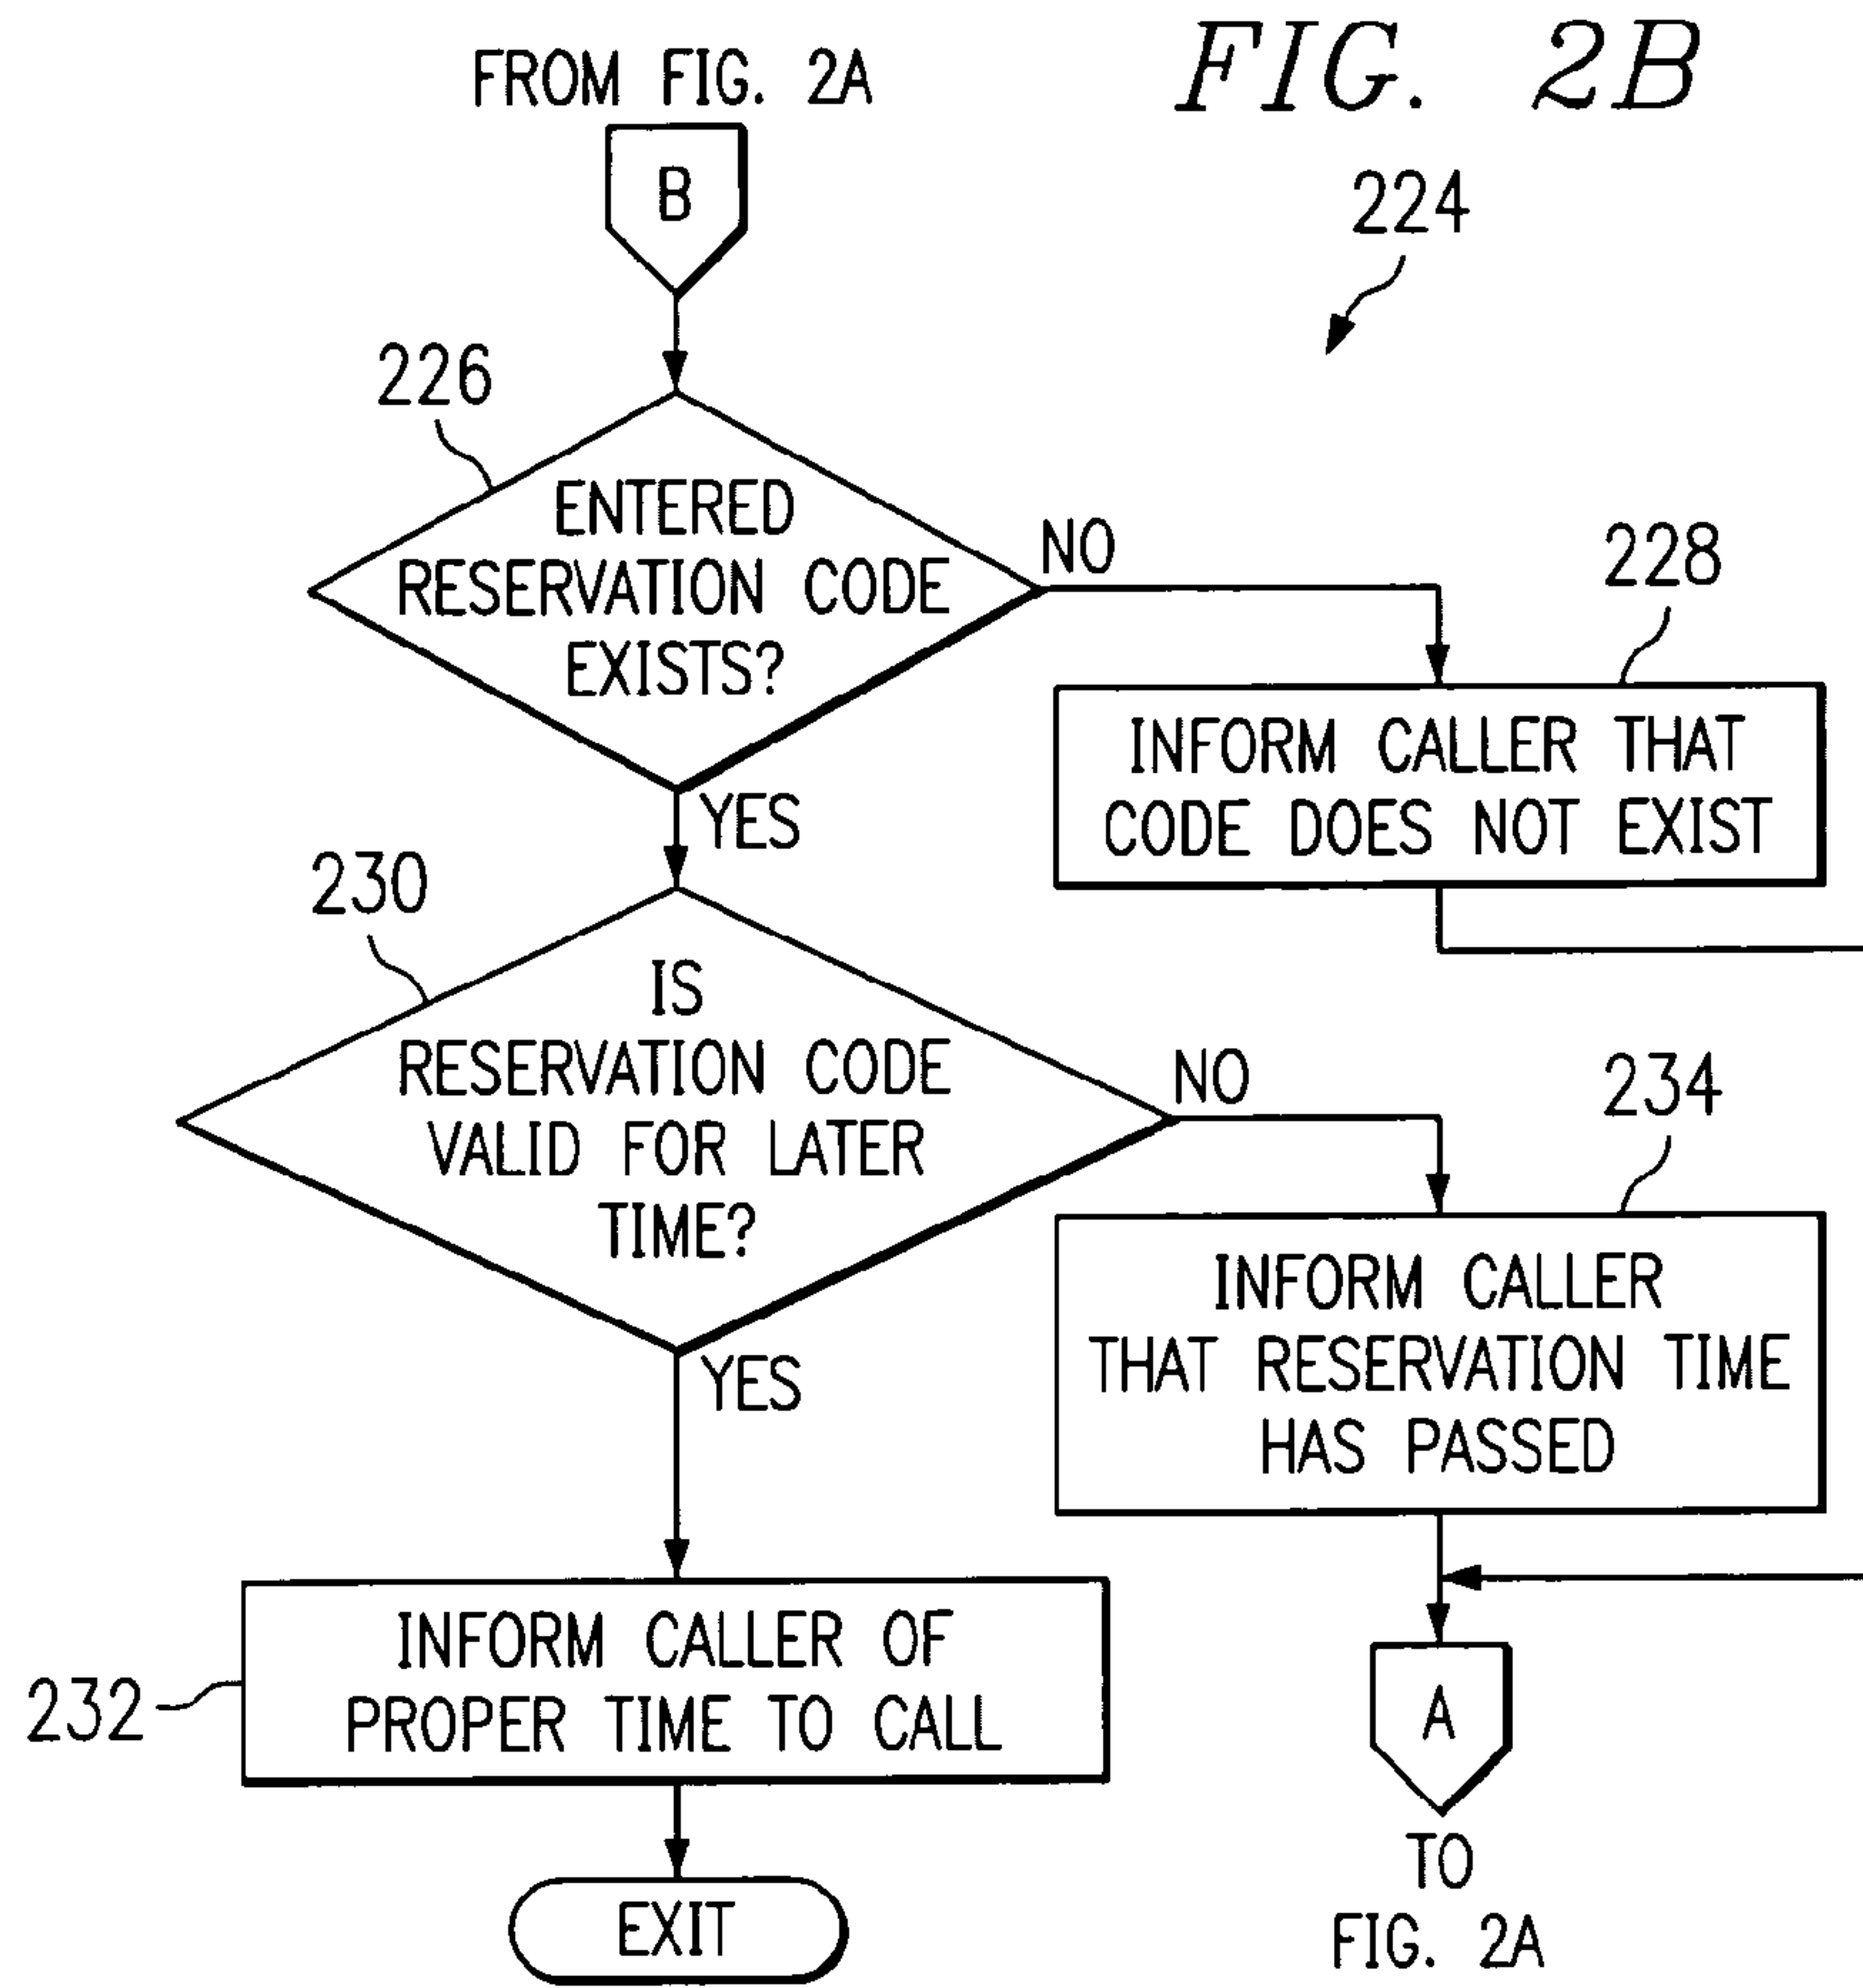 FROM FIG. 2A
FIG. 2B
B
224
226
ENTERED
RESERVATION CODE
EXISTS?
NO
228
INFORM CALLER THAT
CODE DOES NOT EXIST
YES
230
IS
RESERVATION CODE
VALID FOR LATER
TIME?
NO
234
INFORM CALLER
THAT RESERVATION TIME
HAS PASSED
YES
232
INFORM CALLER OF
PROPER TIME TO CALL
A
TO
FIG. 2A
EXIT